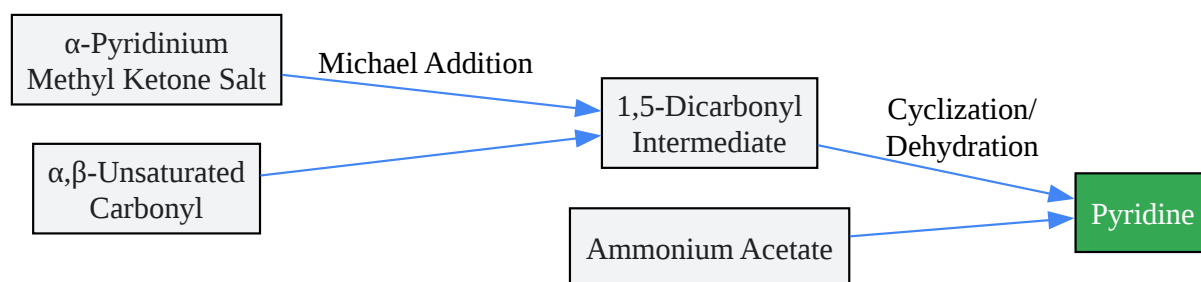 α-Pyridinium
Methyl Ketone Salt
Michael Addition
α,β-Unsaturated
Carbonyl
1,5-Dicarbonyl
Intermediate
Cyclization/
Dehydration
Ammonium Acetate
Pyridine